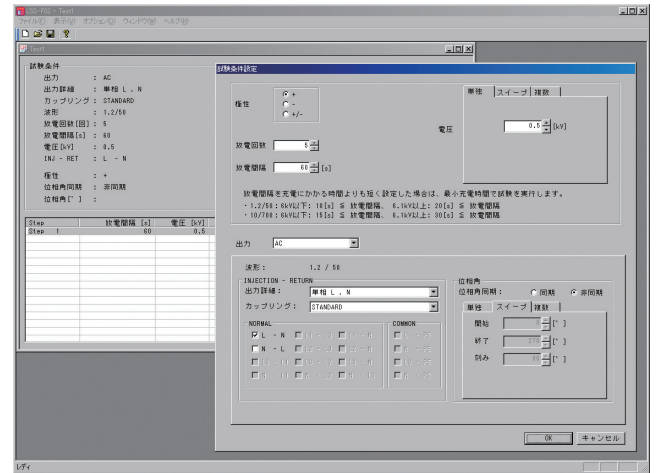 LSS-F02 - Test1
ファイル(F) 表示(V) オプション(O) ウィンドウ(W) ヘルプ(H)
Test1
試験条件
出力 : AC
出力詳細 : 単相 L , N
カップリング : STANDARD
波形 : 1.2/50
放電回数[回] : 5
放電間隔[s] : 60
電圧[kV] : 0.5
INJ - RET : L - N
極性 : +
位相角同期 : 非同期
位相角[°] :
Step 放電間隔 [s] 電圧 [kV]
Step 1 60 0.5
試験条件設定
極性
+
-
+/-
放電回数 5
放電間隔 60 [s]
単独 スイープ 複数
電圧 0.5 [kV]
放電間隔を充電にかかる時間よりも短く設定した場合は、最小充電時間で試験を実行します。
・1.2/50：6kV以下：10[s] ≦ 放電間隔、 6.1kV以上：20[s] ≦ 放電間隔
・10/700：6kV以下：15[s] ≦ 放電間隔、 6.1kV以上：30[s] ≦ 放電間隔
出力 AC
波形： 1.2 / 50
INJECTION - RETURN
出力詳細： 単相 L , N
カップリング： STANDARD
NORMAL
L - N
N - L
COMMON
位相角
位相角同期： 同期 非同期
単独 スイープ 複数
開始 0 [° ]
終了 270 [° ]
刻み [° ]
OK キャンセル
レディ